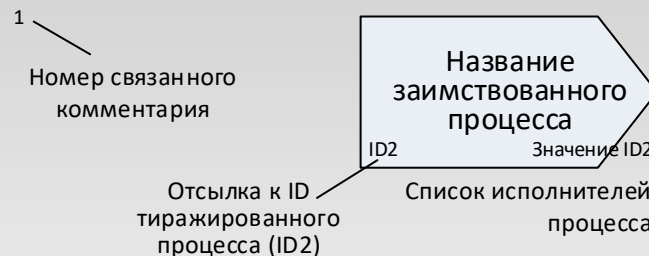 1
Номер связанного
комментария
Название
заимствованного
процесса
ID2
Значение ID2
Отсылка к ID
тиражированного
процесса (ID2)
Список исполнителей
процесса